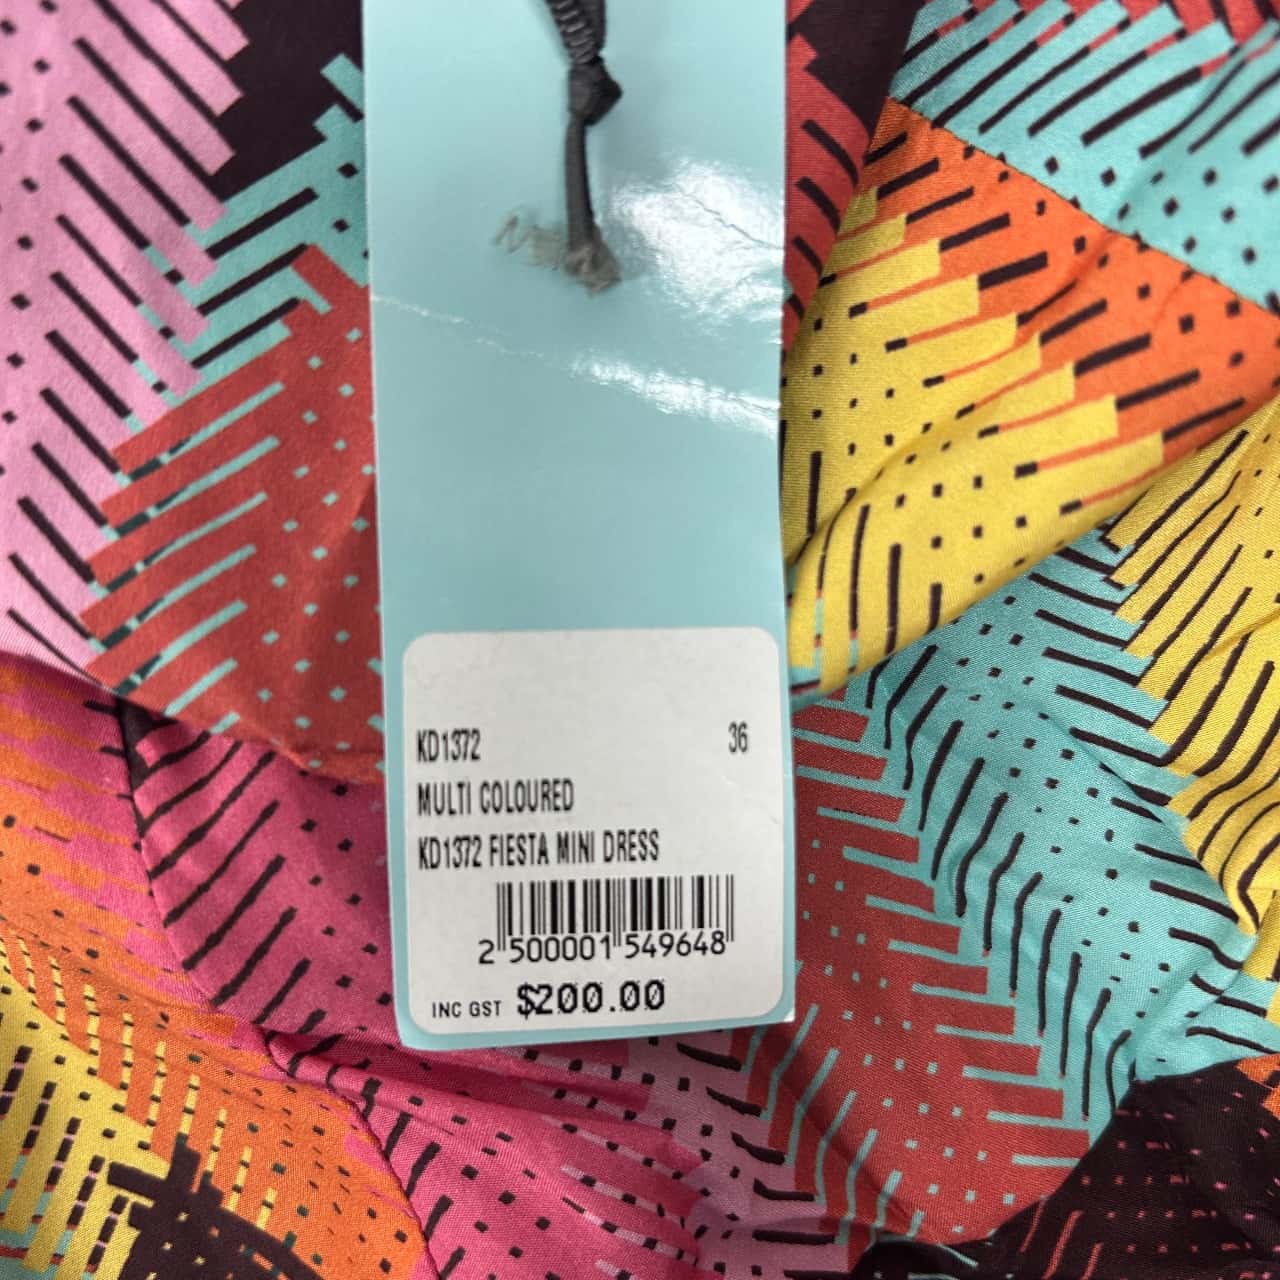 KD1372 36
MULTI COLOURED
KD1372 FIESTA MINI DRESS
2 500001 549648
INC GST $200.00